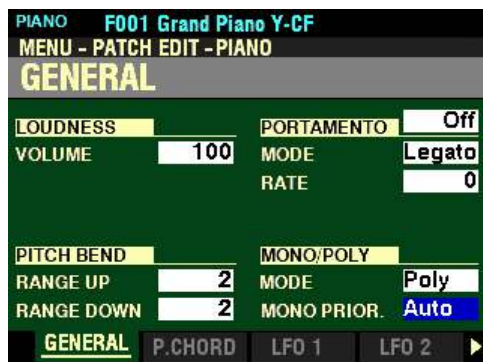 PIANO F001 Grand Piano Y-CF
MENU - PATCH EDIT - PIANO
GENERAL
LOUDNESS
VOLUME 100
PORTAMENTO Off
MODE Legato
RATE 0
PITCH BEND
RANGE UP 2
RANGE DOWN 2
MONO/POLY
MODE Poly
MONO PRIOR. Auto
GENERAL P.CHORD LFO 1 LFO 2